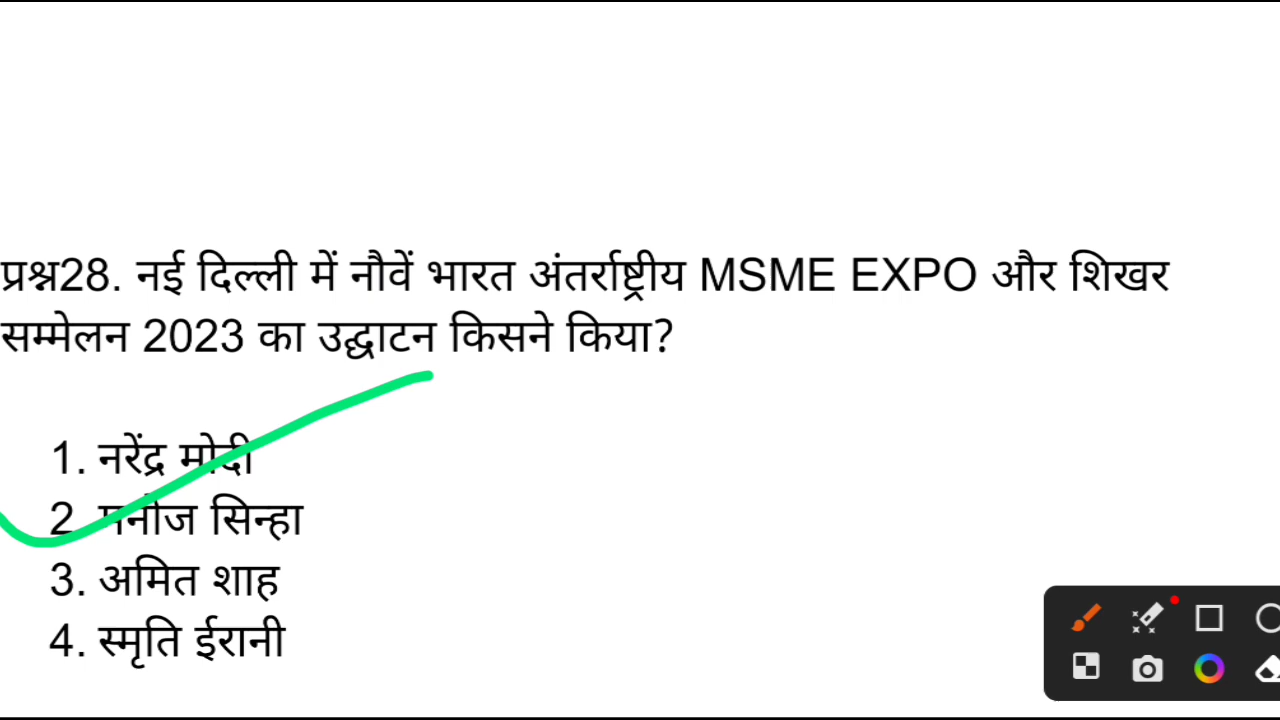 प्रश्न28. नई दिल्ली में नौवें भारत अंतर्राष्ट्रीय MSME EXPO और शिखर
सम्मेलन 2023 का उद्घाटन किसने किया?
1. नरेंद्र मोदी
2. मनोज सिन्हा
3. अमित शाह
4. स्मृति ईरानी